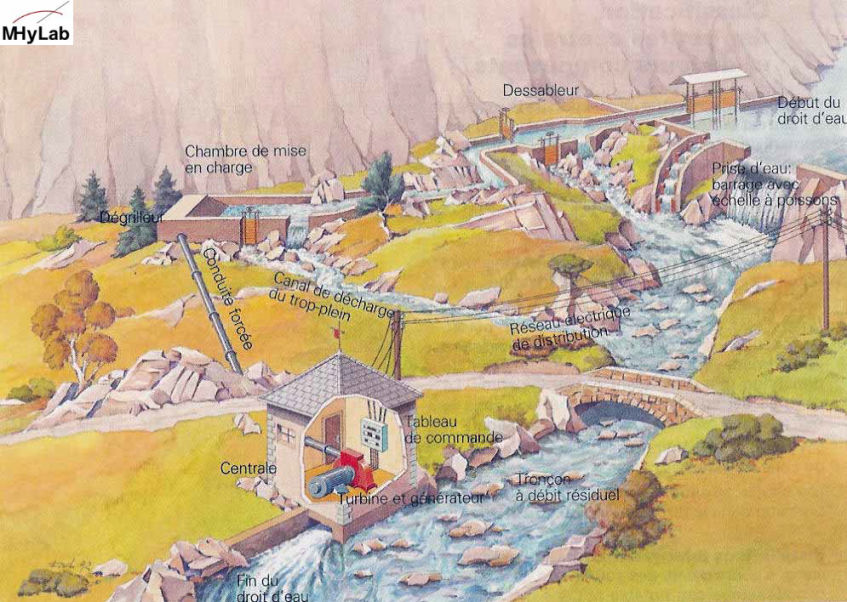 MHyLab
Dessableur
Début du
droit d'eau
Chambre de mise
en charge
Prise d'eau:
barrage avec
échelle à poissons
Dégrilleur
Conduite forcée
Canal de décharge
du trop-plein
Réseau électrique
de distribution
Tableau
de commande
Centrale
Turbine et générateur
Tronçon
à débit résiduel
Fin du
droit d'eau